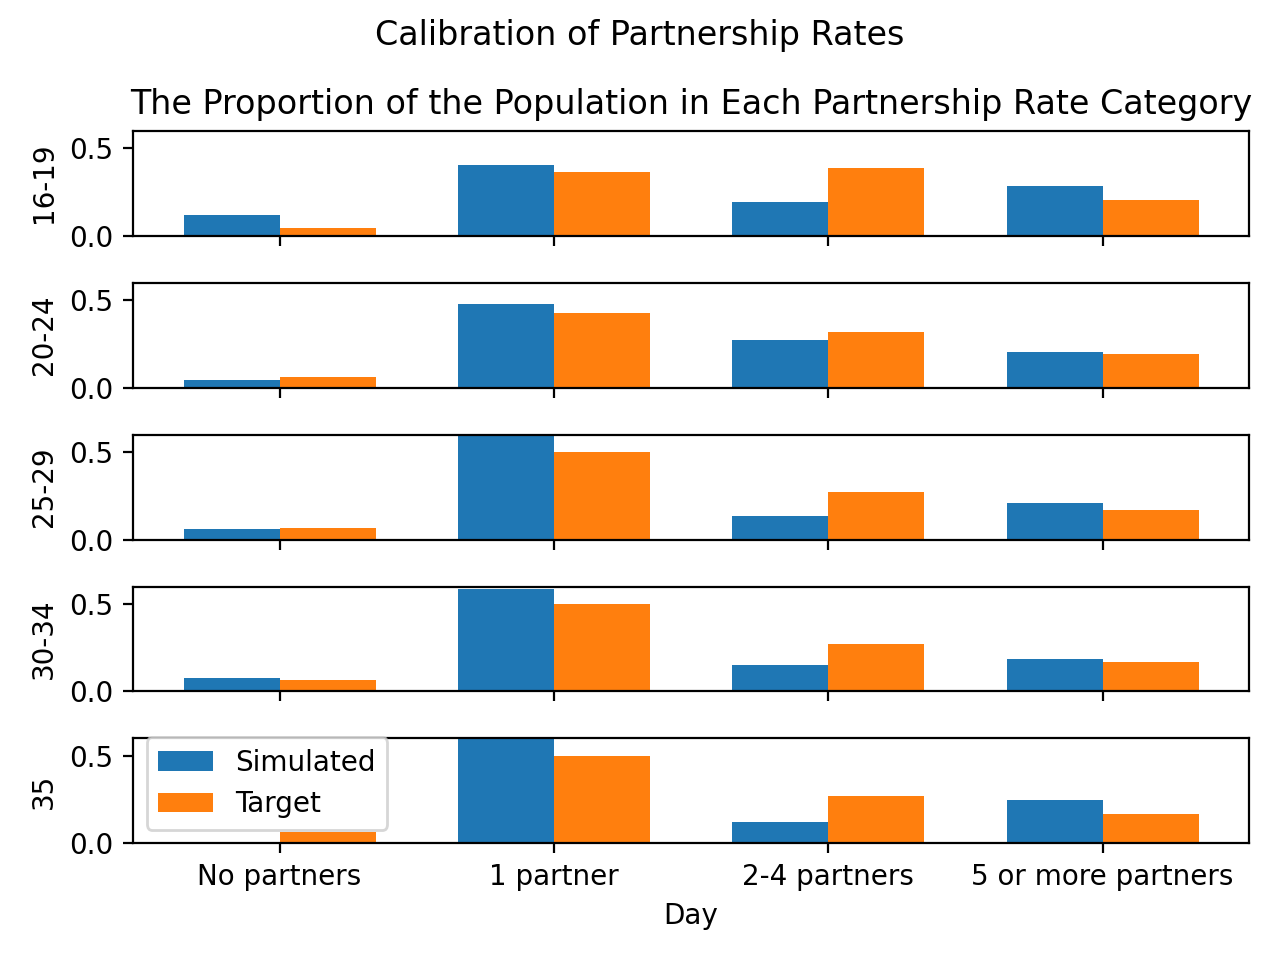 Calibration of Partnership Rates
The Proportion of the Population in Each Partnership Rate Category
0.5
16-19
0.0
0.5
20-24
0.0
0.5
25-29
0.0
0.5
30-34
0.0
0.5
35
0.0
Simulated
Target
No partners
1 partner
2-4 partners
5 or more partners
Day